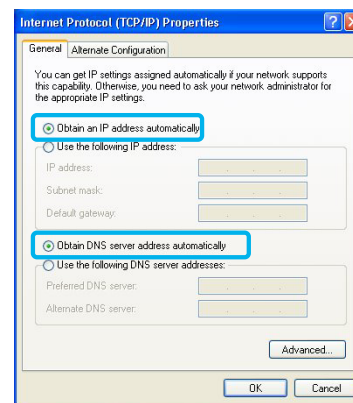 Internet Protocol (TCP/IP) Properties
General
Alternate Configuration
You can get IP settings assigned automatically if your network supports
this capability. Otherwise, you need to ask your network administrator for
the appropriate IP settings.
Obtain an IP address automatically
Use the following IP address:
IP address:
Subnet mask:
Default gateway:
Obtain DNS server address automatically
Use the following DNS server addresses:
Preferred DNS server:
Alternate DNS server:
Advanced...
OK
Cancel